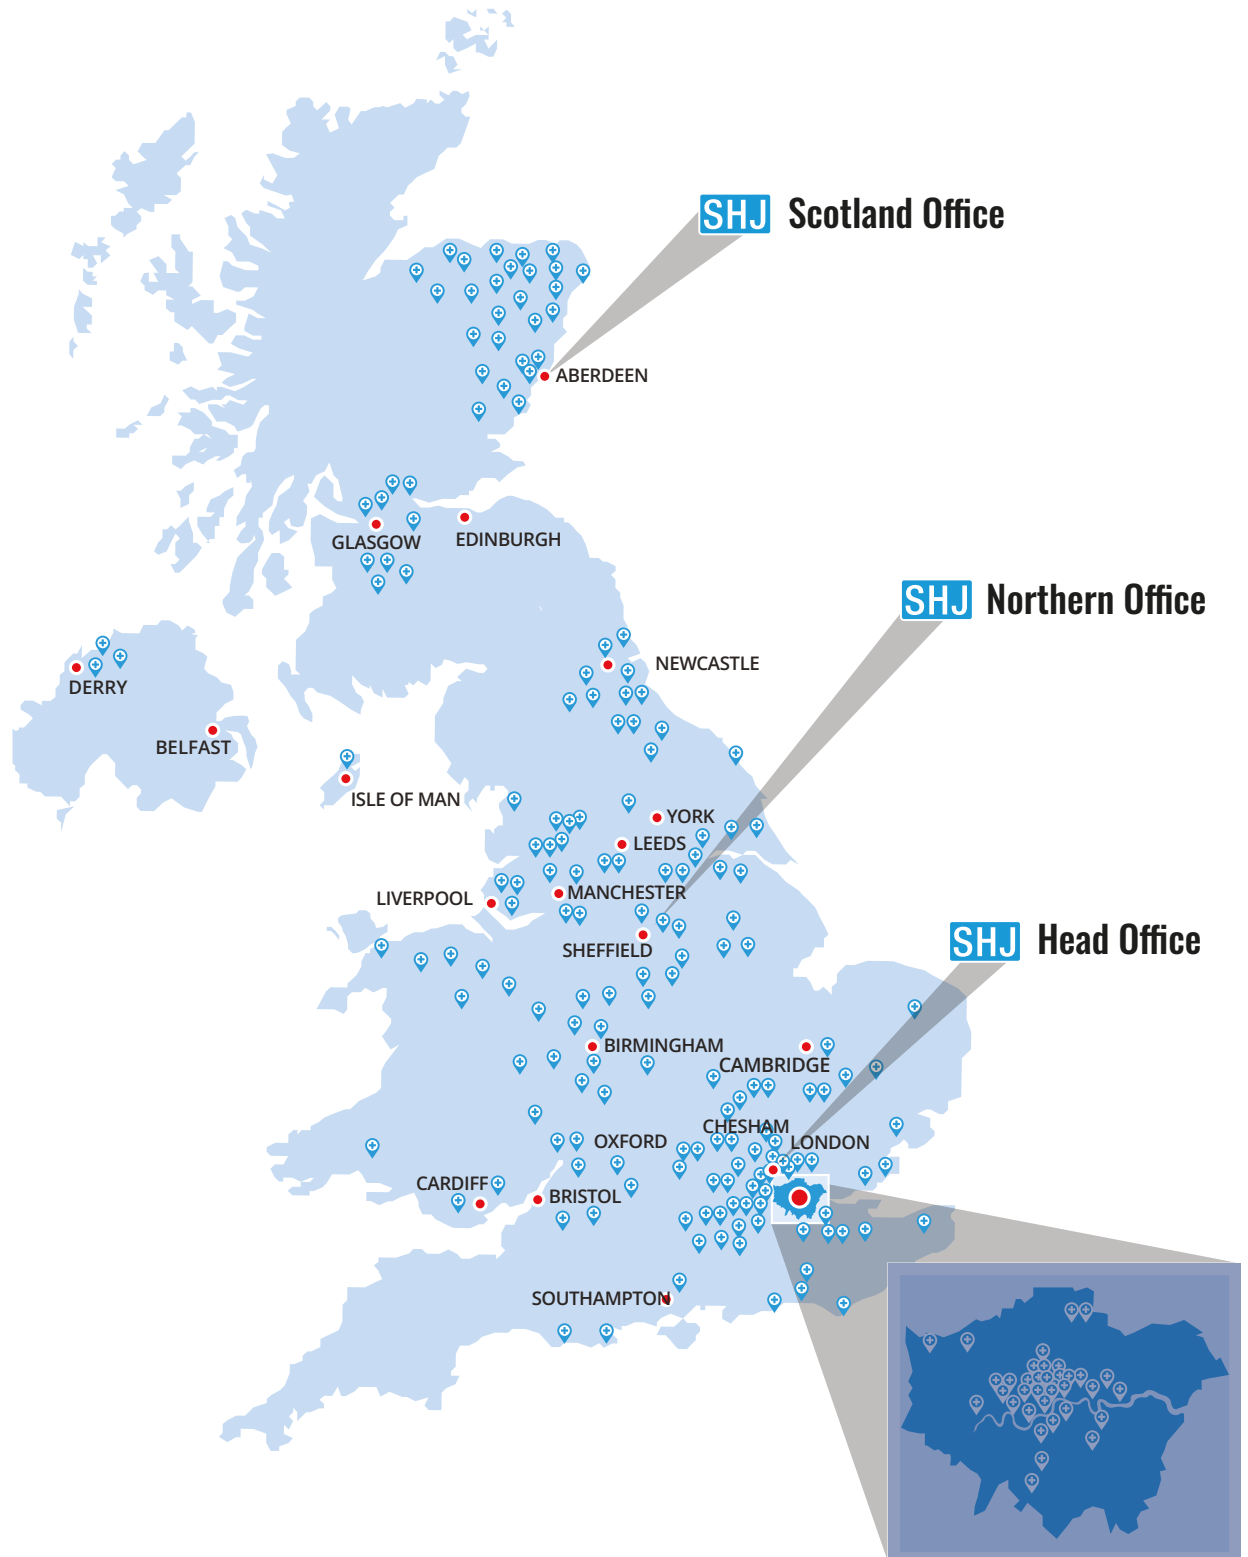 SHJ Scotland Office
ABERDEEN
GLASGOW
EDINBURGH
SHJ Northern Office
NEWCASTLE
DERRY
BELFAST
ISLE OF MAN
YORK
LEEDS
MANCHESTER
LIVERPOOL
SHEFFIELD
SHJ Head Office
BIRMINGHAM
CAMBRIDGE
CHESHAM
OXFORD
LONDON
CARDIFF
BRISTOL
SOUTHAMPTON